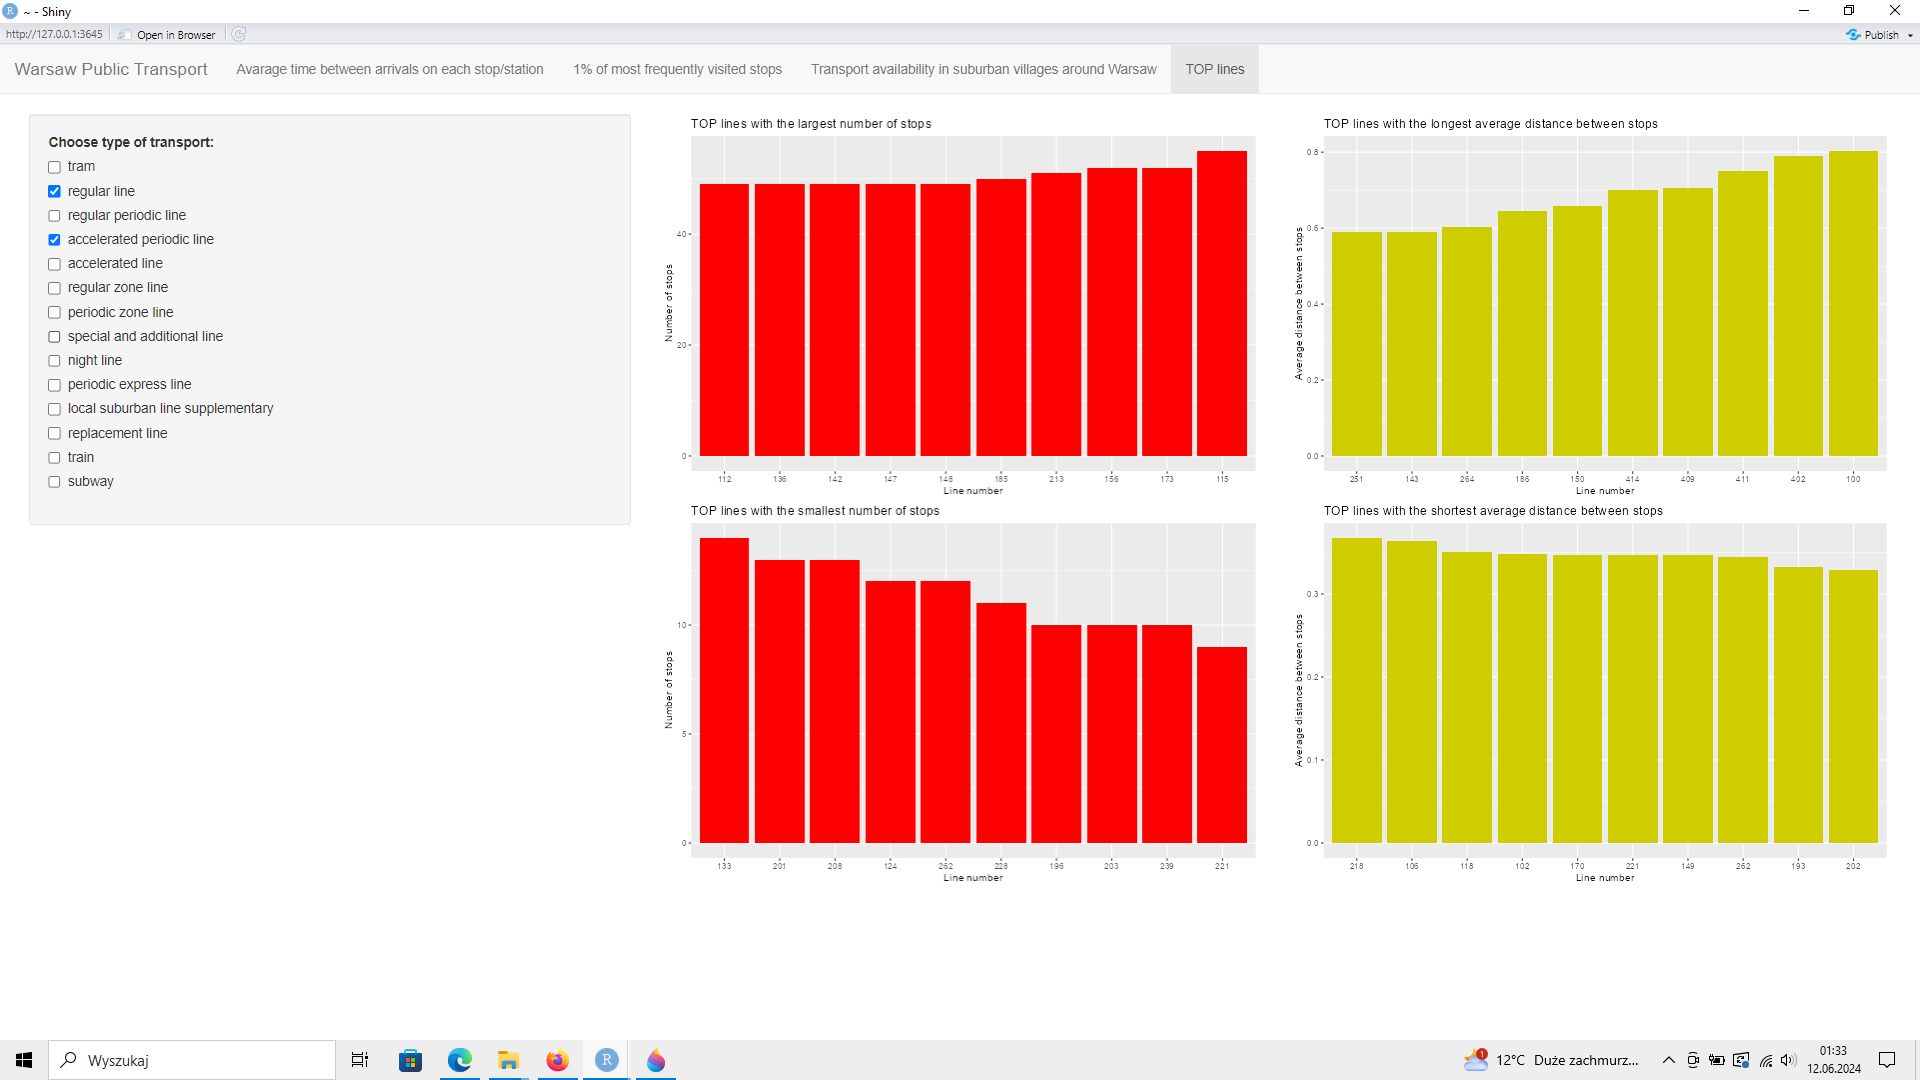 ~ - Shiny
http://127.0.0.1:3645 Open in Browser Publish
Warsaw Public Transport Avarage time between arrivals on each stop/station 1% of most frequently visited stops Transport availability in suburban villages around Warsaw TOP lines
Choose type of transport:
tram
regular line
regular periodic line
accelerated periodic line
accelerated line
regular zone line
periodic zone line
special and additional line
night line
periodic express line
local suburban line supplementary
replacement line
train
subway
TOP lines with the largest number of stops
Number of stops
40
20
0
112 136 142 147 148 185 213 156 173 115
Line number
TOP lines with the longest average distance between stops
Average distance between stops
0.8
0.6
0.4
0.2
0.0
251 143 264 186 150 414 409 411 402 100
Line number
TOP lines with the smallest number of stops
Number of stops
10
5
0
133 201 208 124 262 228 196 203 239 221
Line number
TOP lines with the shortest average distance between stops
Average distance between stops
0.3
0.2
0.1
0.0
218 106 118 102 170 221 149 262 193 202
Line number
Wyszukaj
R
1
12°C Duże zachmurz...
01:33
12.06.2024